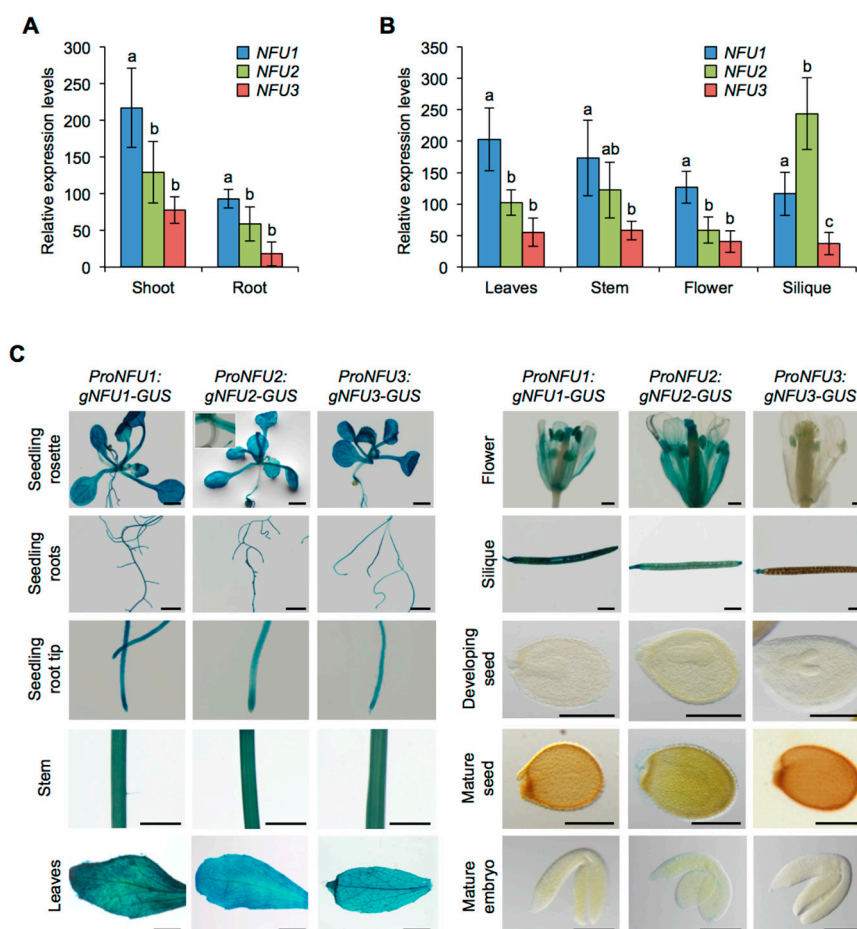 A
Relative expression levels
300
250
200
150
100
50
0
NFU1
NFU2
NFU3
a
b
b
a
b
b
Shoot
Root
B
Relative expression levels
350
300
250
200
150
100
50
0
NFU1
NFU2
NFU3
a
b
b
a
ab
b
a
b
b
a
b
c
Leaves
Stem
Flower
Silique
C
ProNFU1:
gNFU1-GUS
ProNFU2:
gNFU2-GUS
ProNFU3:
gNFU3-GUS
Seedling
rosette
Seedling
roots
Seedling
root tip
Stem
Leaves
ProNFU1:
gNFU1-GUS
ProNFU2:
gNFU2-GUS
ProNFU3:
gNFU3-GUS
Flower
Silique
Developing
seed
Mature
seed
Mature
embryo